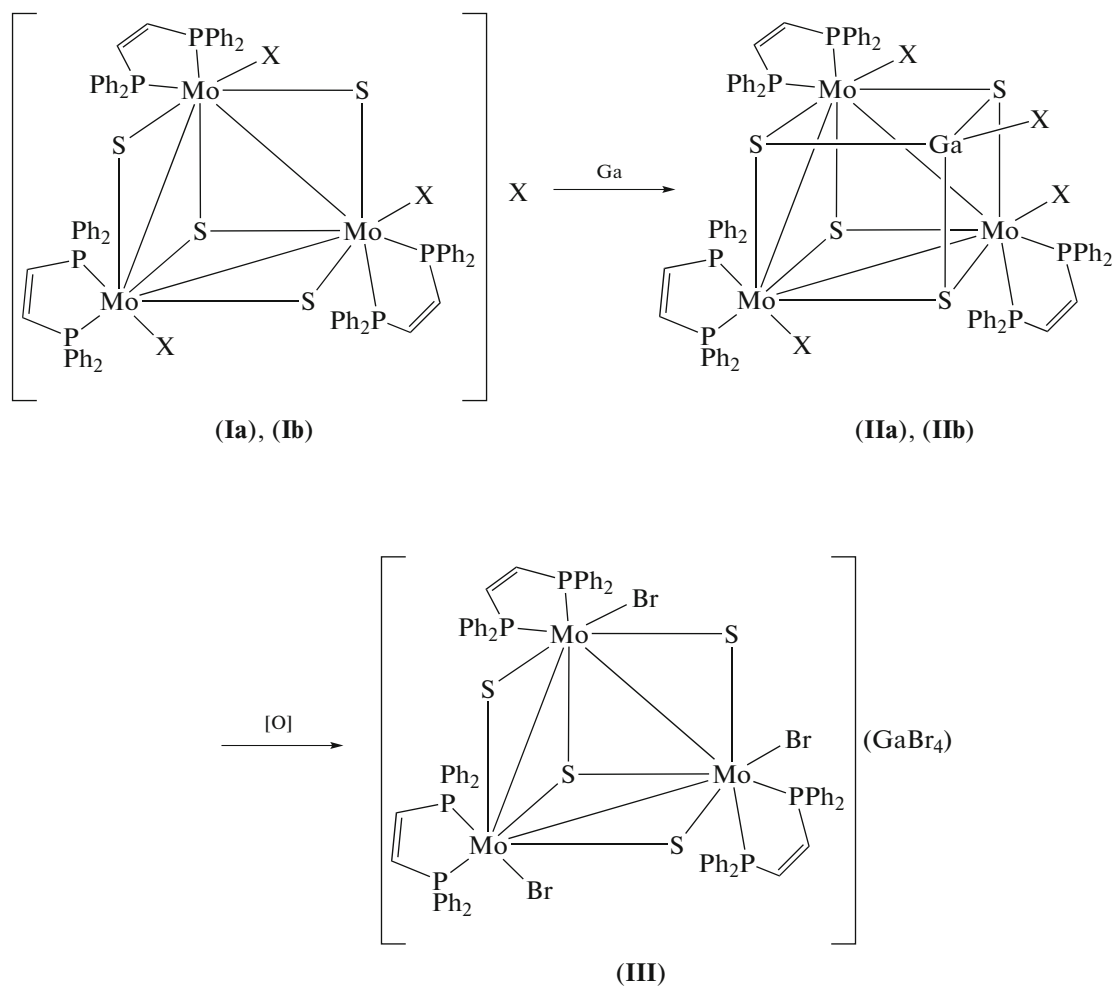 PPh₂ X
Ph₂P Mo S
S
X
Ph₂ P S Mo PPh₂
Mo S Ph₂P
P Ph₂ X
X
Ga
PPh₂ X
Ph₂P Mo S
S Ga X
X
Ph₂ P S Mo PPh₂
Mo S Ph₂P
P Ph₂ X
(Ia), (Ib)
(IIa), (IIb)
[O]
PPh₂ Br
Ph₂P Mo S
S
Br
Ph₂ P S Mo PPh₂
Mo S Ph₂P
P Ph₂ Br
(GaBr₄)
(III)